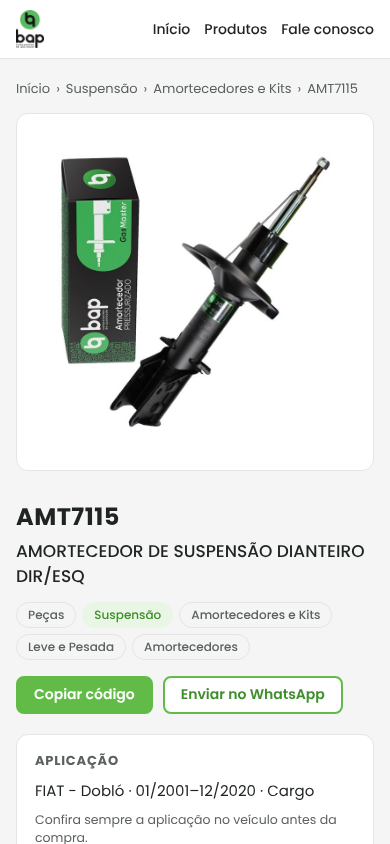 bap
Início Produtos Fale conosco
Início › Suspensão › Amortecedores e Kits › AMT7115
Gas Master
bap
Amortecedor
PRESSURIZADO
AMT7115
AMORTECEDOR DE SUSPENSÃO DIANTEIRO
DIR/ESQ
Peças Suspensão Amortecedores e Kits
Leve e Pesada Amortecedores
Copiar código Enviar no WhatsApp
APLICAÇÃO
FIAT - Dobló · 01/2001–12/2020 · Cargo
Confira sempre a aplicação no veículo antes da
compra.